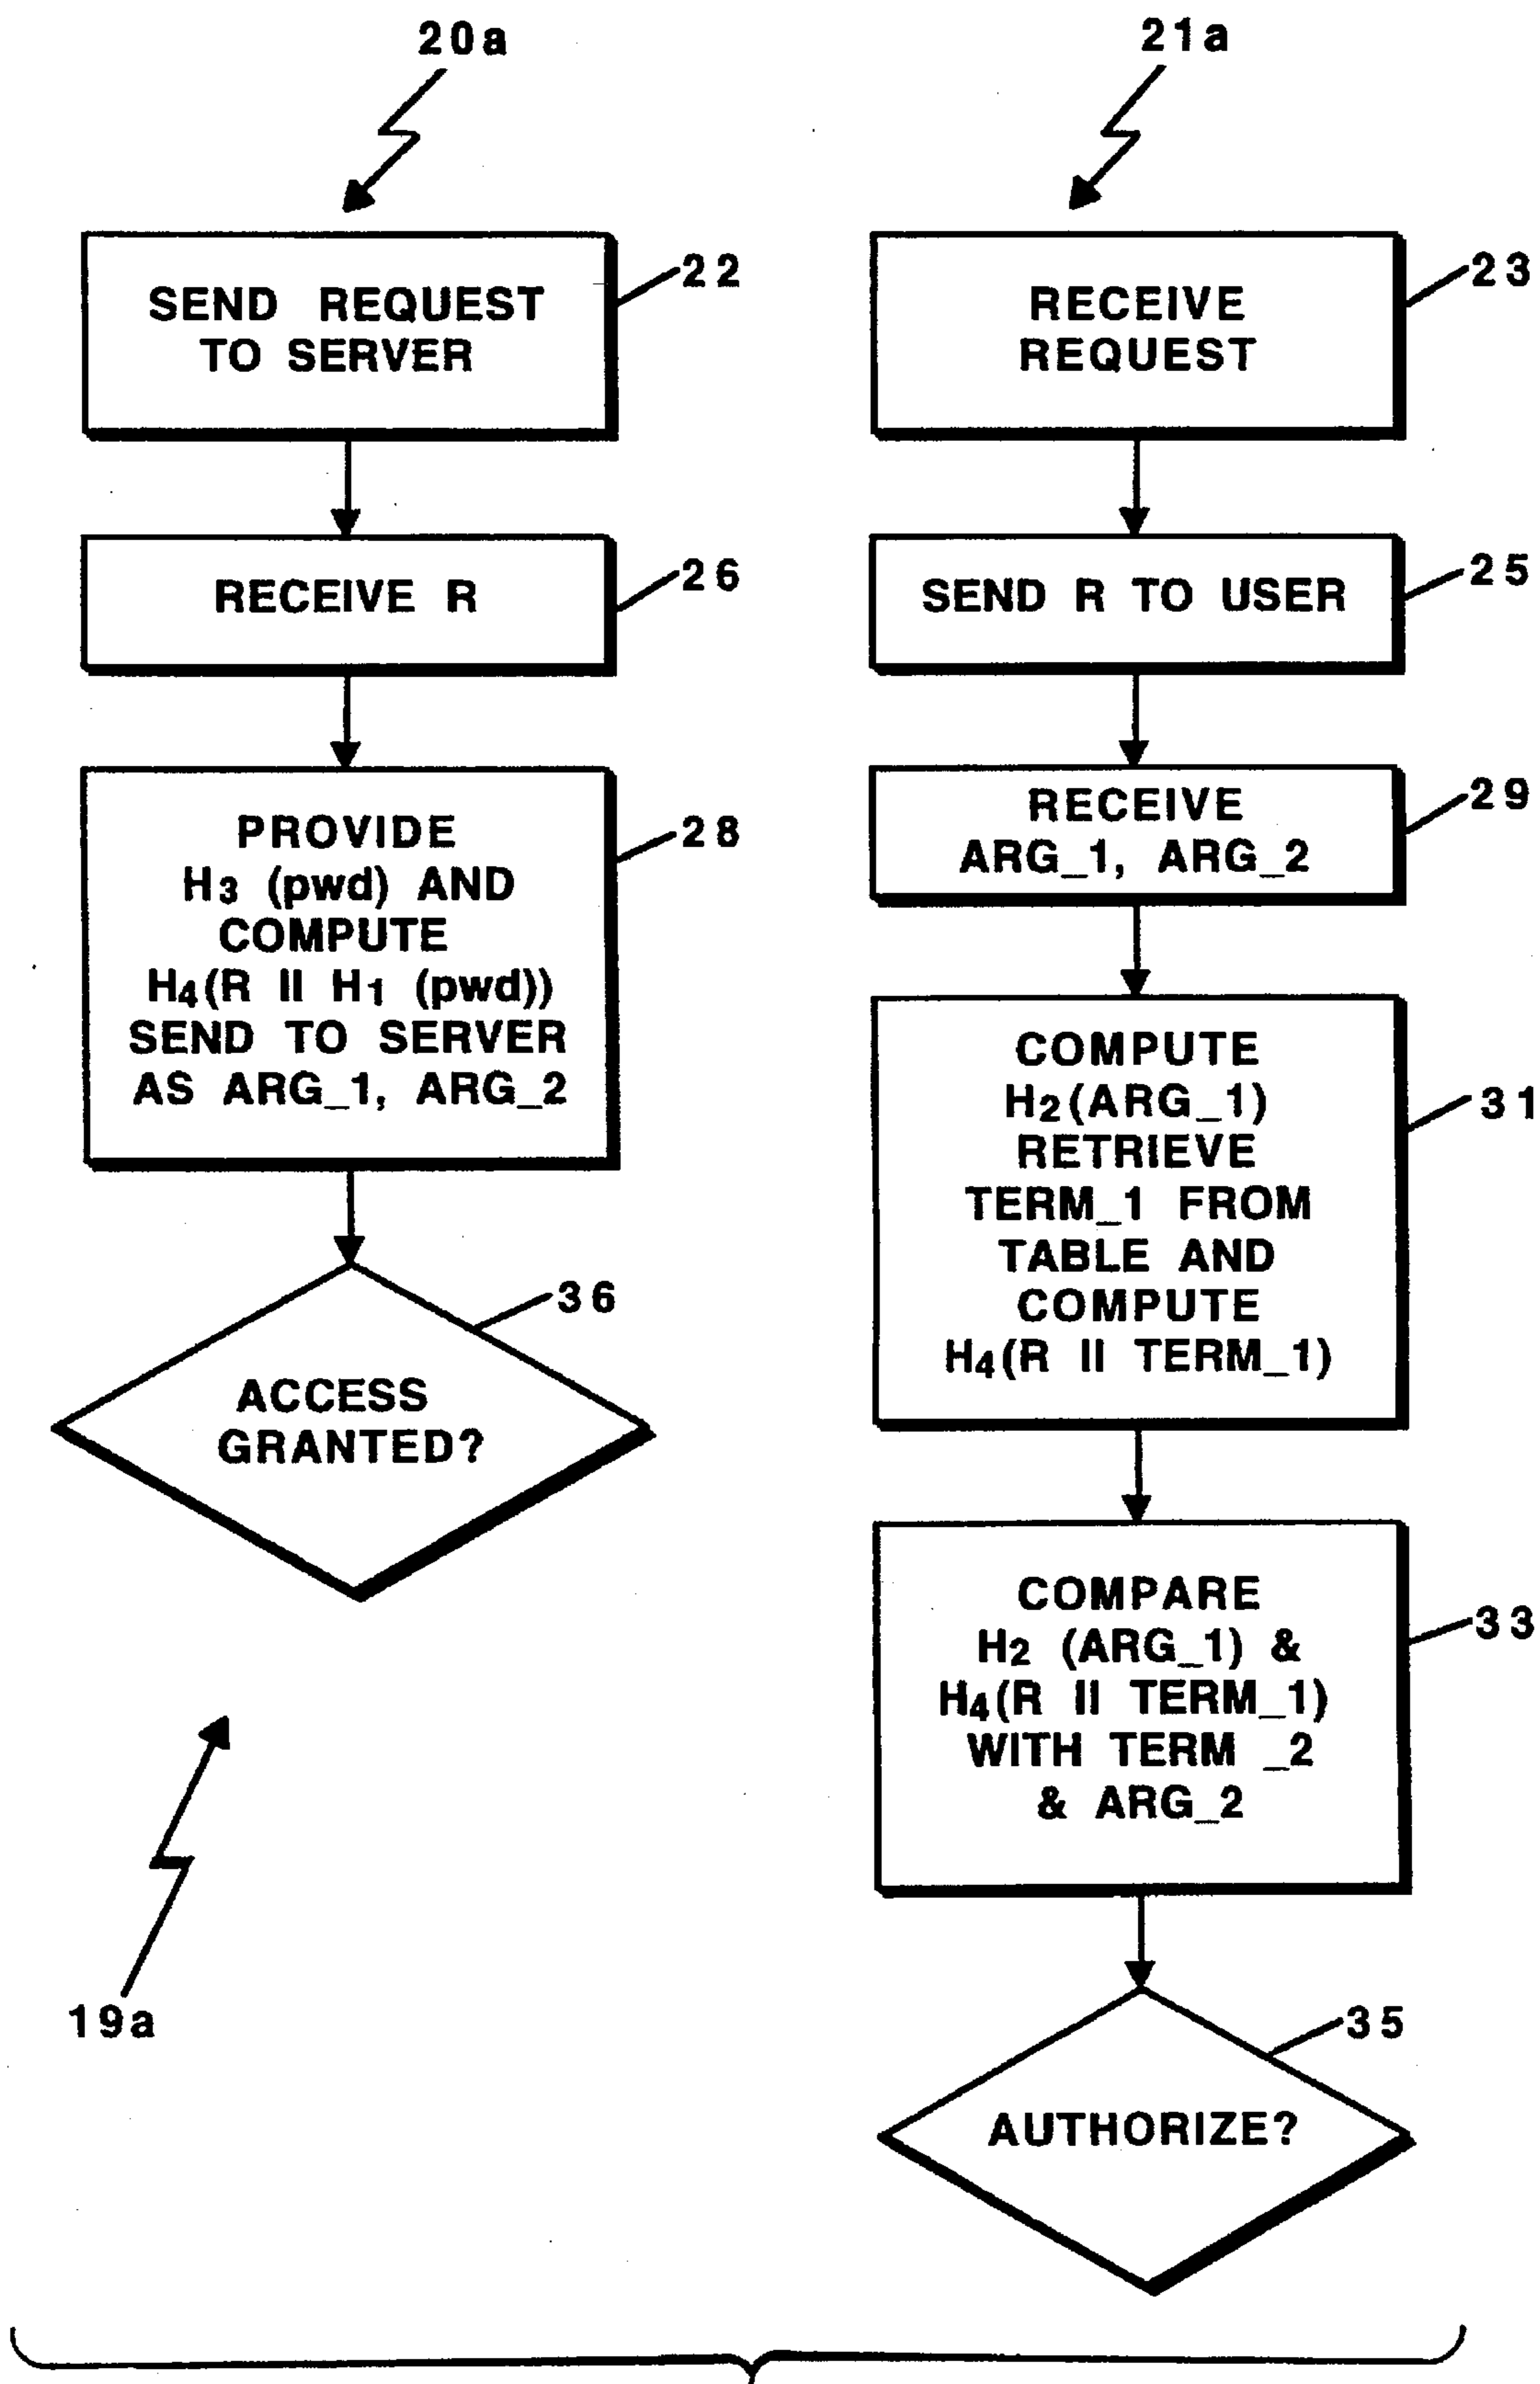 20a
SEND REQUEST
TO SERVER
22
RECEIVE R
26
PROVIDE
H3 (pwd) AND
COMPUTE
H4(R || H1 (pwd))
SEND TO SERVER
AS ARG_1, ARG_2
28
ACCESS
GRANTED?
36
19a
21a
RECEIVE
REQUEST
23
SEND R TO USER
25
RECEIVE
ARG_1, ARG_2
29
COMPUTE
H2(ARG_1)
RETRIEVE
TERM_1 FROM
TABLE AND
COMPUTE
H4(R || TERM_1)
31
COMPARE
H2 (ARG_1) &
H4(R || TERM_1)
WITH TERM _2
& ARG_2
33
AUTHORIZE?
35